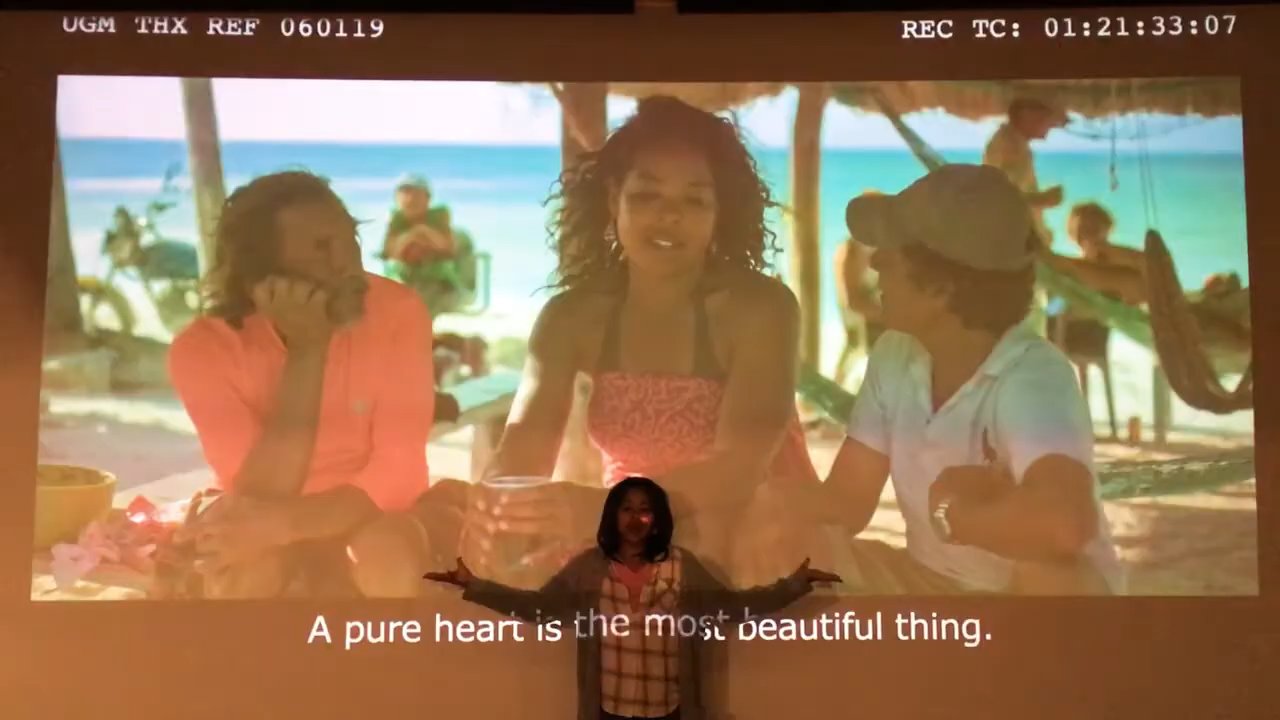 UGM THX REF 060119
REC TC: 01:21:33:07
A pure heart is the most beautiful thing.